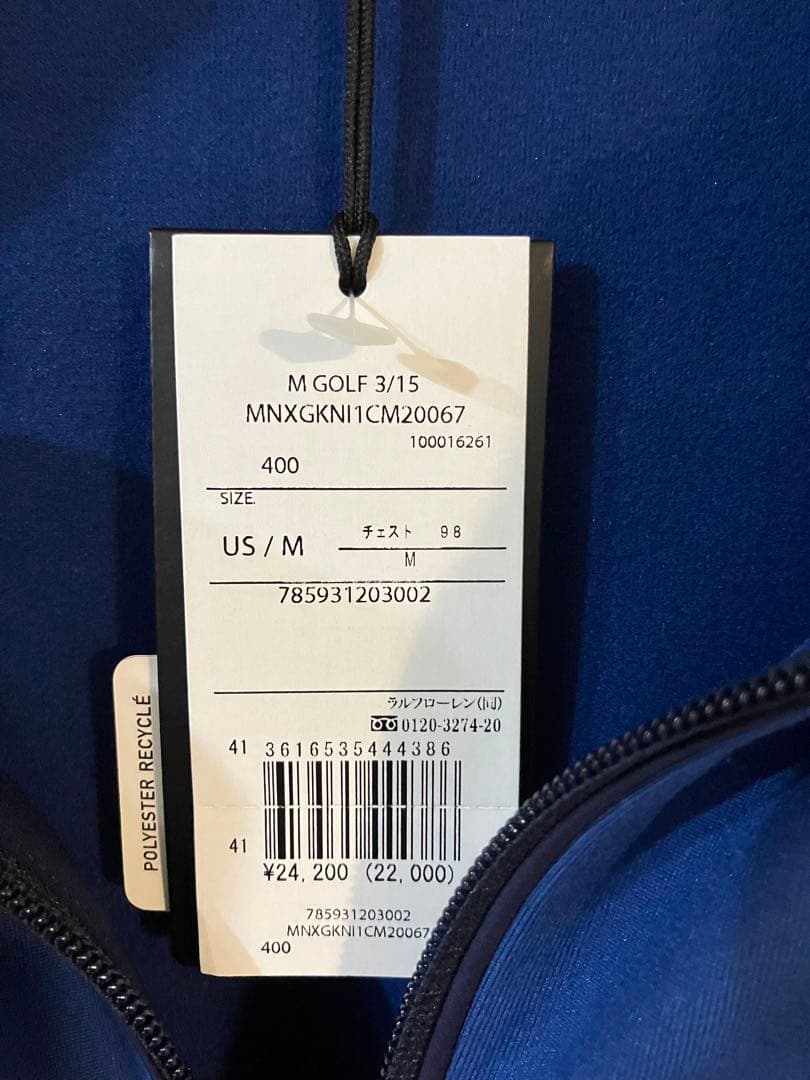 M GOLF 3/15
MNXGKNI1CM20067
100016261
400
SIZE.
US / M
チェスト 98
M
785931203002
ラルフローレン(同)
0120-3274-20
41 3616535444386
41
¥24,200 (22,000)
785931203002
MNXGKNI1CM20067
400
POLYESTER RECYCLÉ